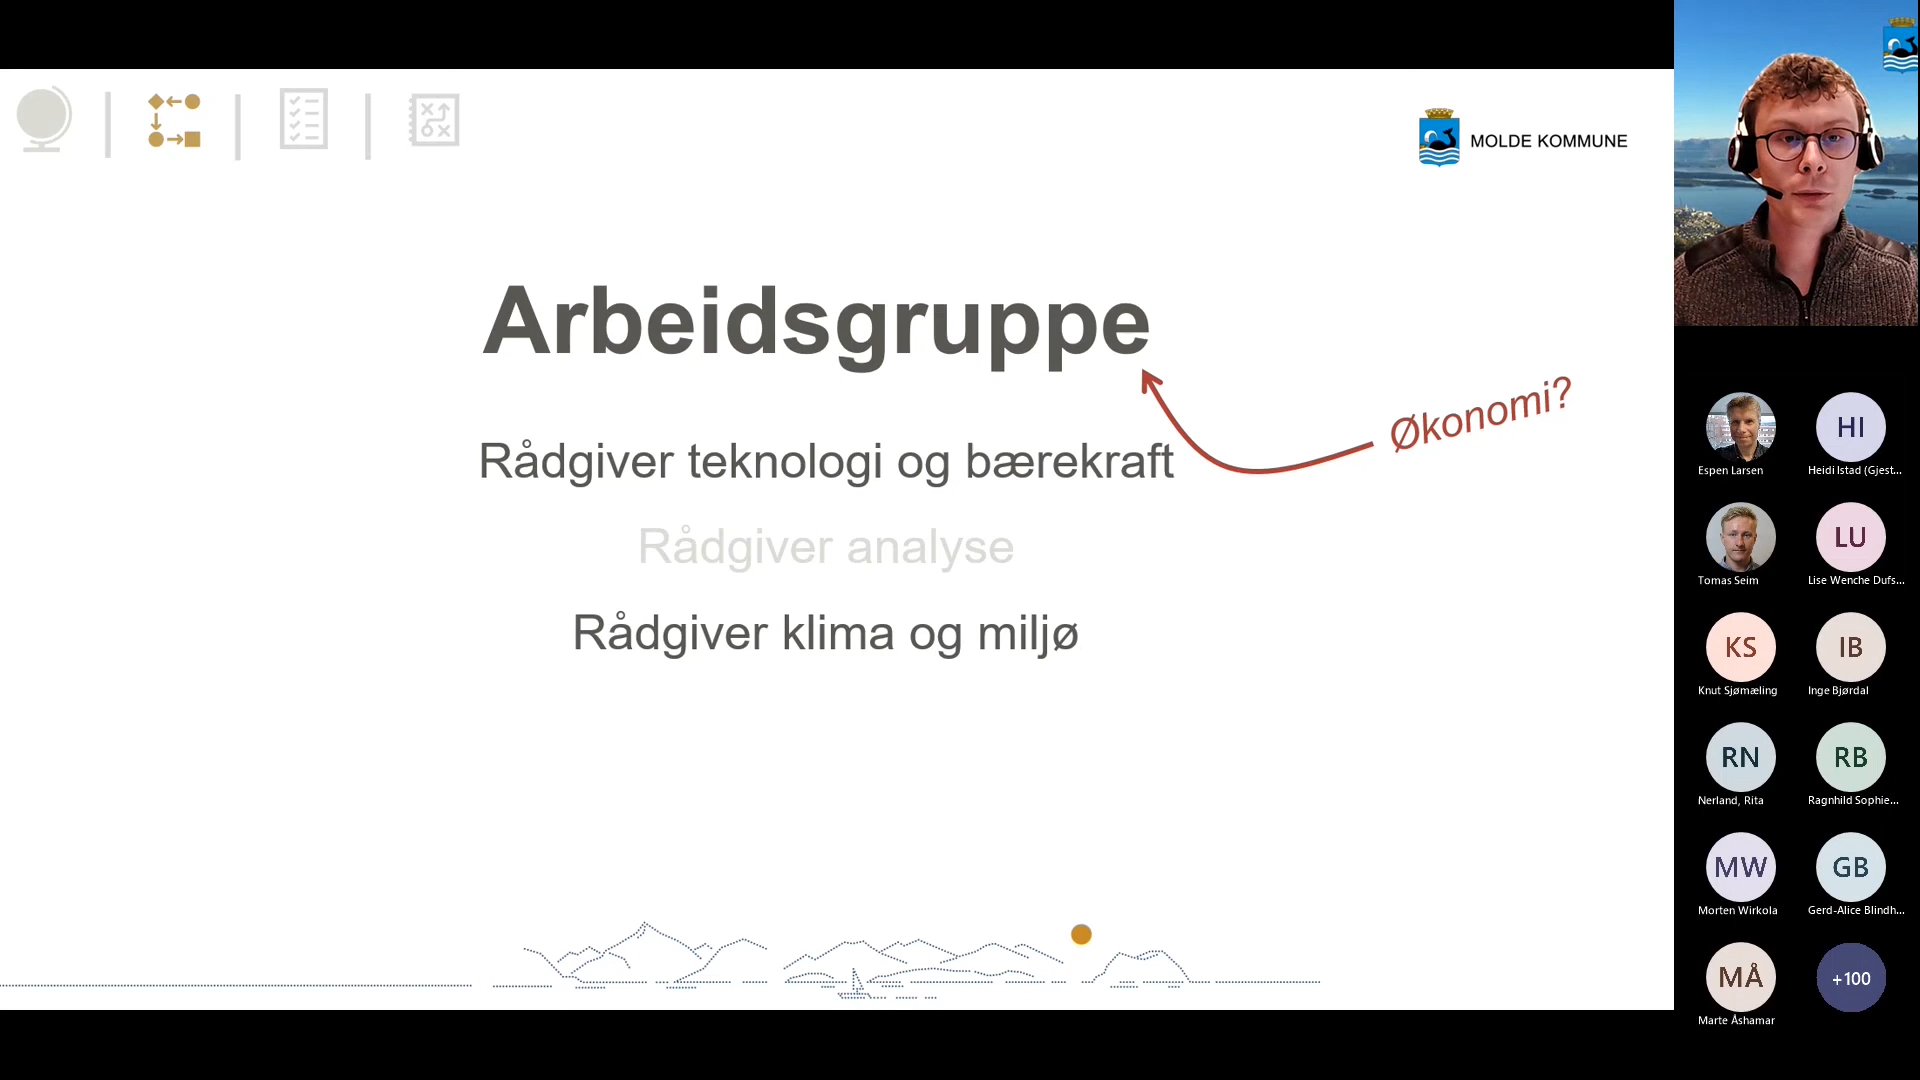 MOLDE KOMMUNE
Arbeidsgruppe
Økonomi?
Rådgiver teknologi og bærekraft
Rådgiver analyse
Rådgiver klima og miljø
Espen Larsen
HI
Heidi Istad (Gjest...
Tomas Seim
LU
Lise Wenche Dufs...
KS
Knut Sjømæling
IB
Inge Bjørdal
RN
Nerland, Rita
RB
Ragnhild Sophie...
MW
Morten Wirkola
GB
Gerd-Alice Blindh...
MÅ
Marte Åshamar
+100